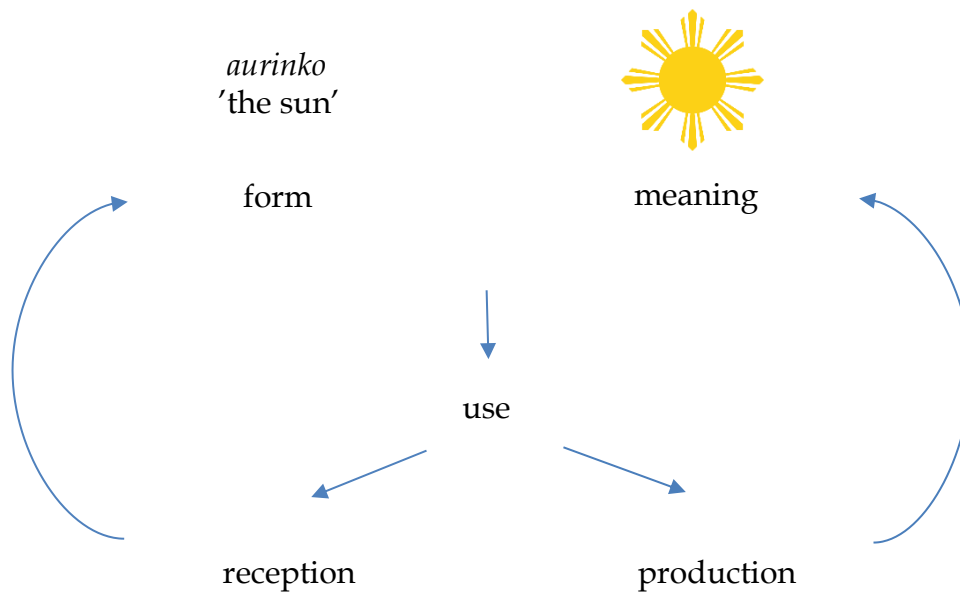 aurinko
’the sun’
form
meaning
use
reception
production